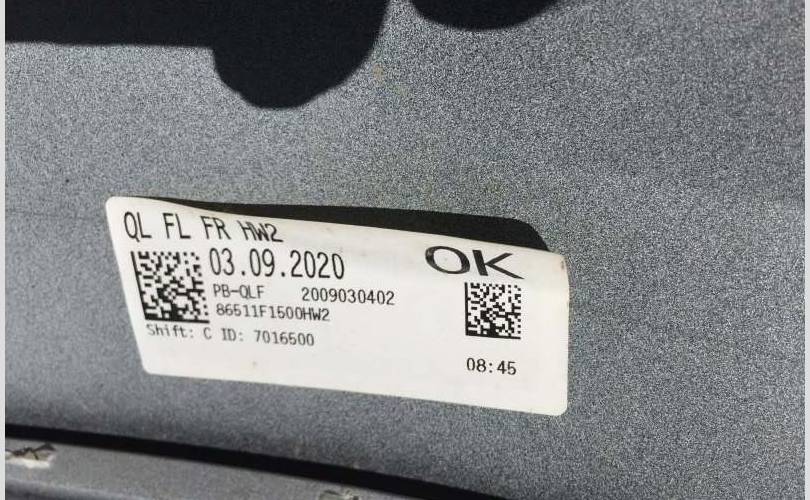 QL FL FR HW2
OK
03.09.2020
PB-QLF 2009030402
86511F1500HW2
Shift: C ID: 7016500
08:45